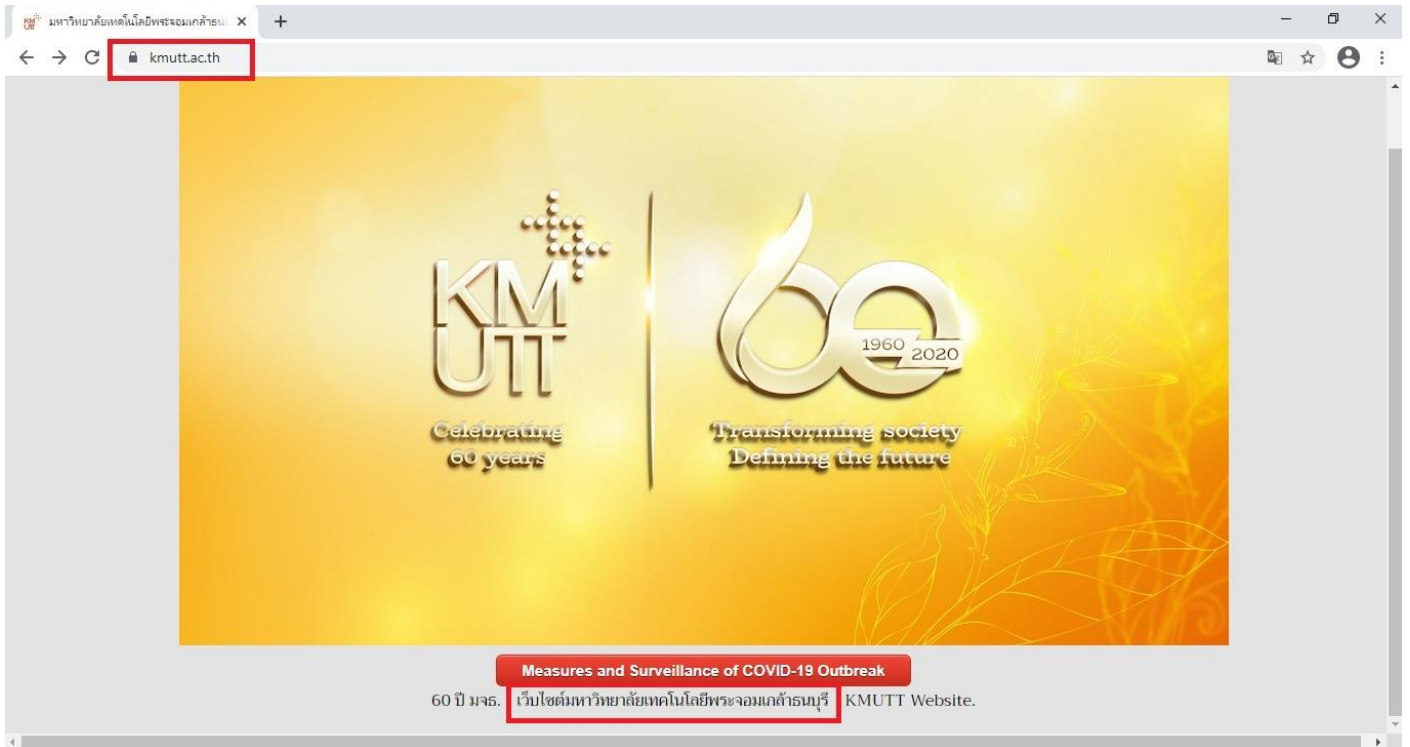 มหาวิทยาลัยเทคโนโลยีพระจอมเกล้าธน
kmutt.ac.th
KM
UTT
1960
2020
Celebrating
60 years
Transforming society
Defining the future
Measures and Surveillance of COVID-19 Outbreak
60 ปี มจธ. เว็บไซต์มหาวิทยาลัยเทคโนโลยีพระจอมเกล้าธนบุรี KMUTT Website.